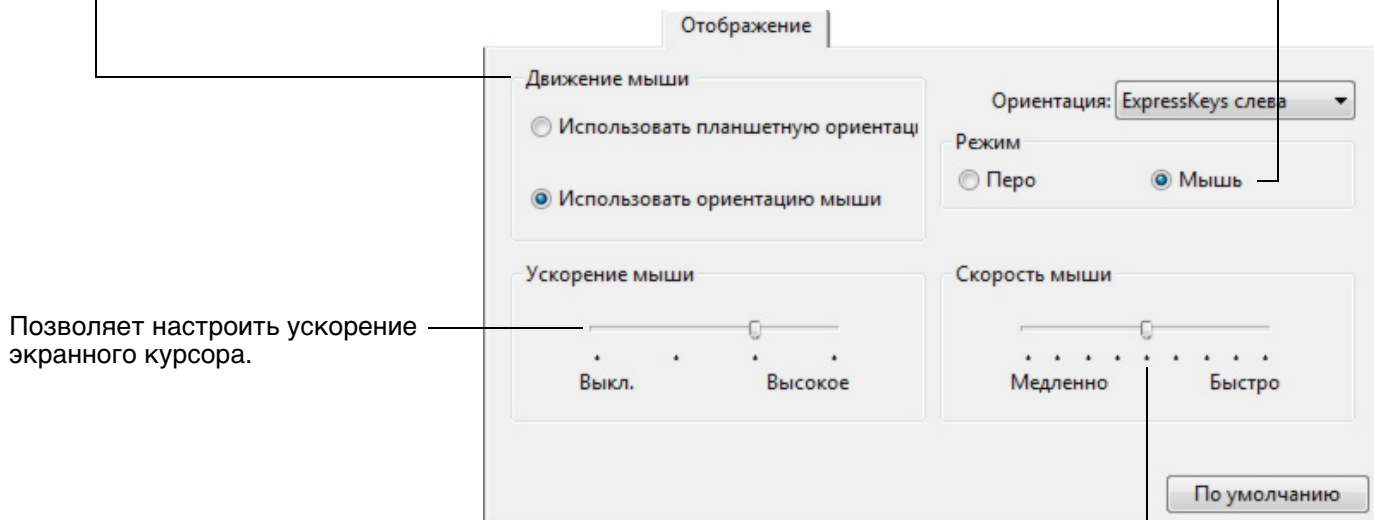 Отображение
Движение мыши
Использовать планшетную ориентаци
Использовать ориентацию мыши
Ориентация: ExpressKeys слева
Режим
Перо Мышь
Позволяет настроить ускорение
экранного курсора.
Ускорение мыши
Выкл. Высокое
Скорость мыши
Медленно Быстро
По умолчанию